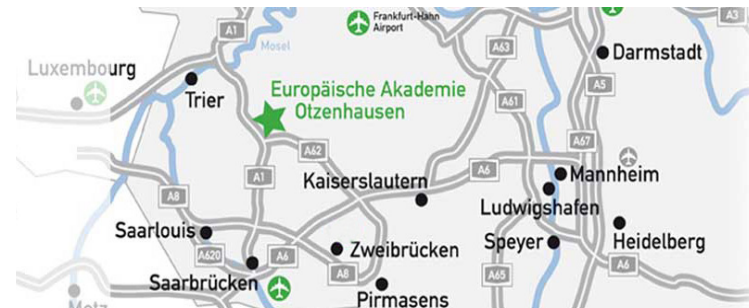 Frankfurt-Hahn
Airport
A3
A1
Mosel
A63
Darmstadt
Luxembourg
Trier
Europäische Akademie
Otzenhausen
A5
A61
A62
A67
A6
Mannheim
A1
Kaiserslautern
A8
Ludwigshafen
Saarlouis
Speyer
Heidelberg
Zweibrücken
A620
A6
A6
A8
A65
Saarbrücken
Pirmasens
Metz